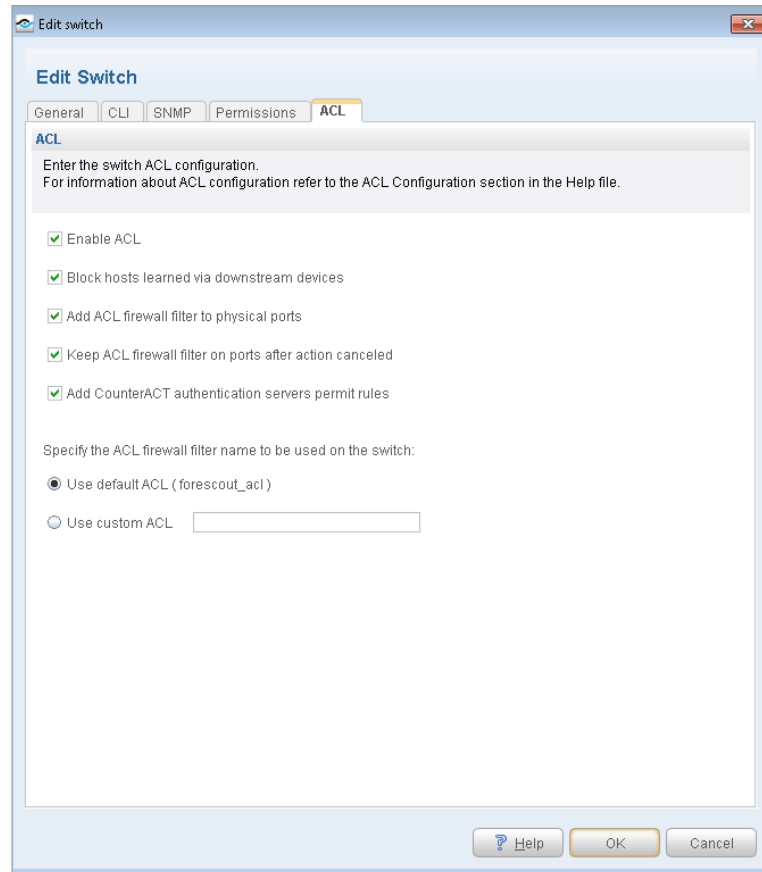 Edit switch
Edit Switch
General CLI SNMP Permissions ACL
ACL
Enter the switch ACL configuration.
For information about ACL configuration refer to the ACL Configuration section in the Help file.
Enable ACL
Block hosts learned via downstream devices
Add ACL firewall filter to physical ports
Keep ACL firewall filter on ports after action canceled
Add CounterACT authentication servers permit rules
Specify the ACL firewall filter name to be used on the switch:
Use default ACL ( forescout_acl )
Use custom ACL
Help OK Cancel